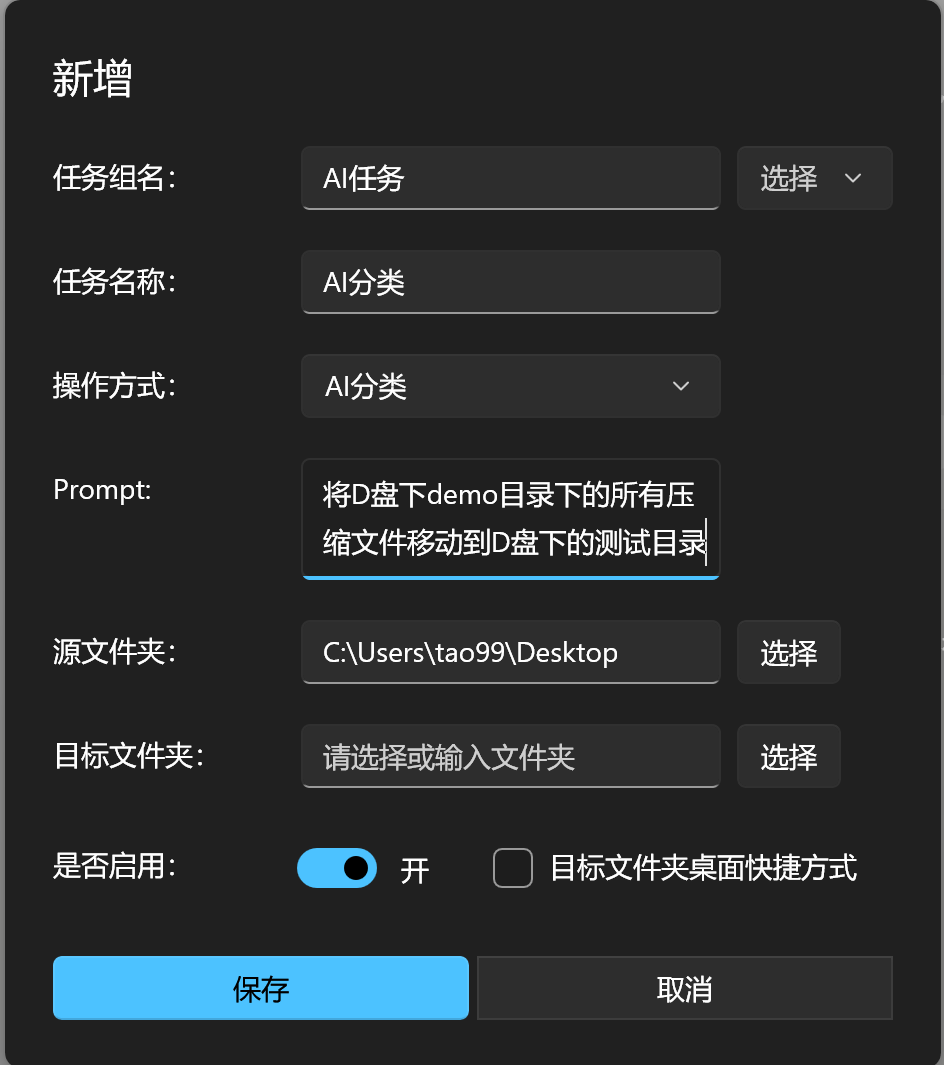 新增
任务组名： AI任务 选择
任务名称： AI分类
操作方式： AI分类
Prompt: 将D盘下demo目录下的所有压
缩文件移动到D盘下的测试目录
源文件夹： C:\Users\tao99\Desktop 选择
目标文件夹： 请选择或输入文件夹 选择
是否启用： 开 目标文件夹桌面快捷方式
保存 取消